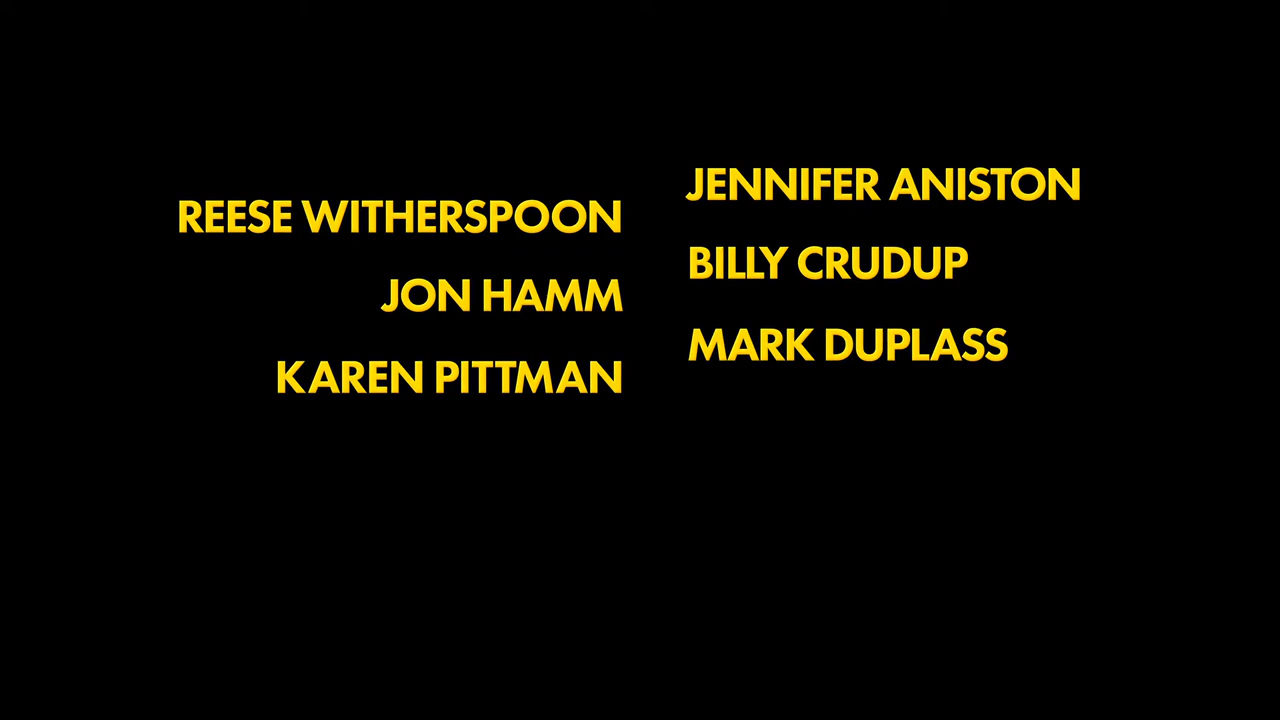 REESE WITHERSPOON
JENNIFER ANISTON
JON HAMM
BILLY CRUDUP
KAREN PITTMAN
MARK DUPLASS